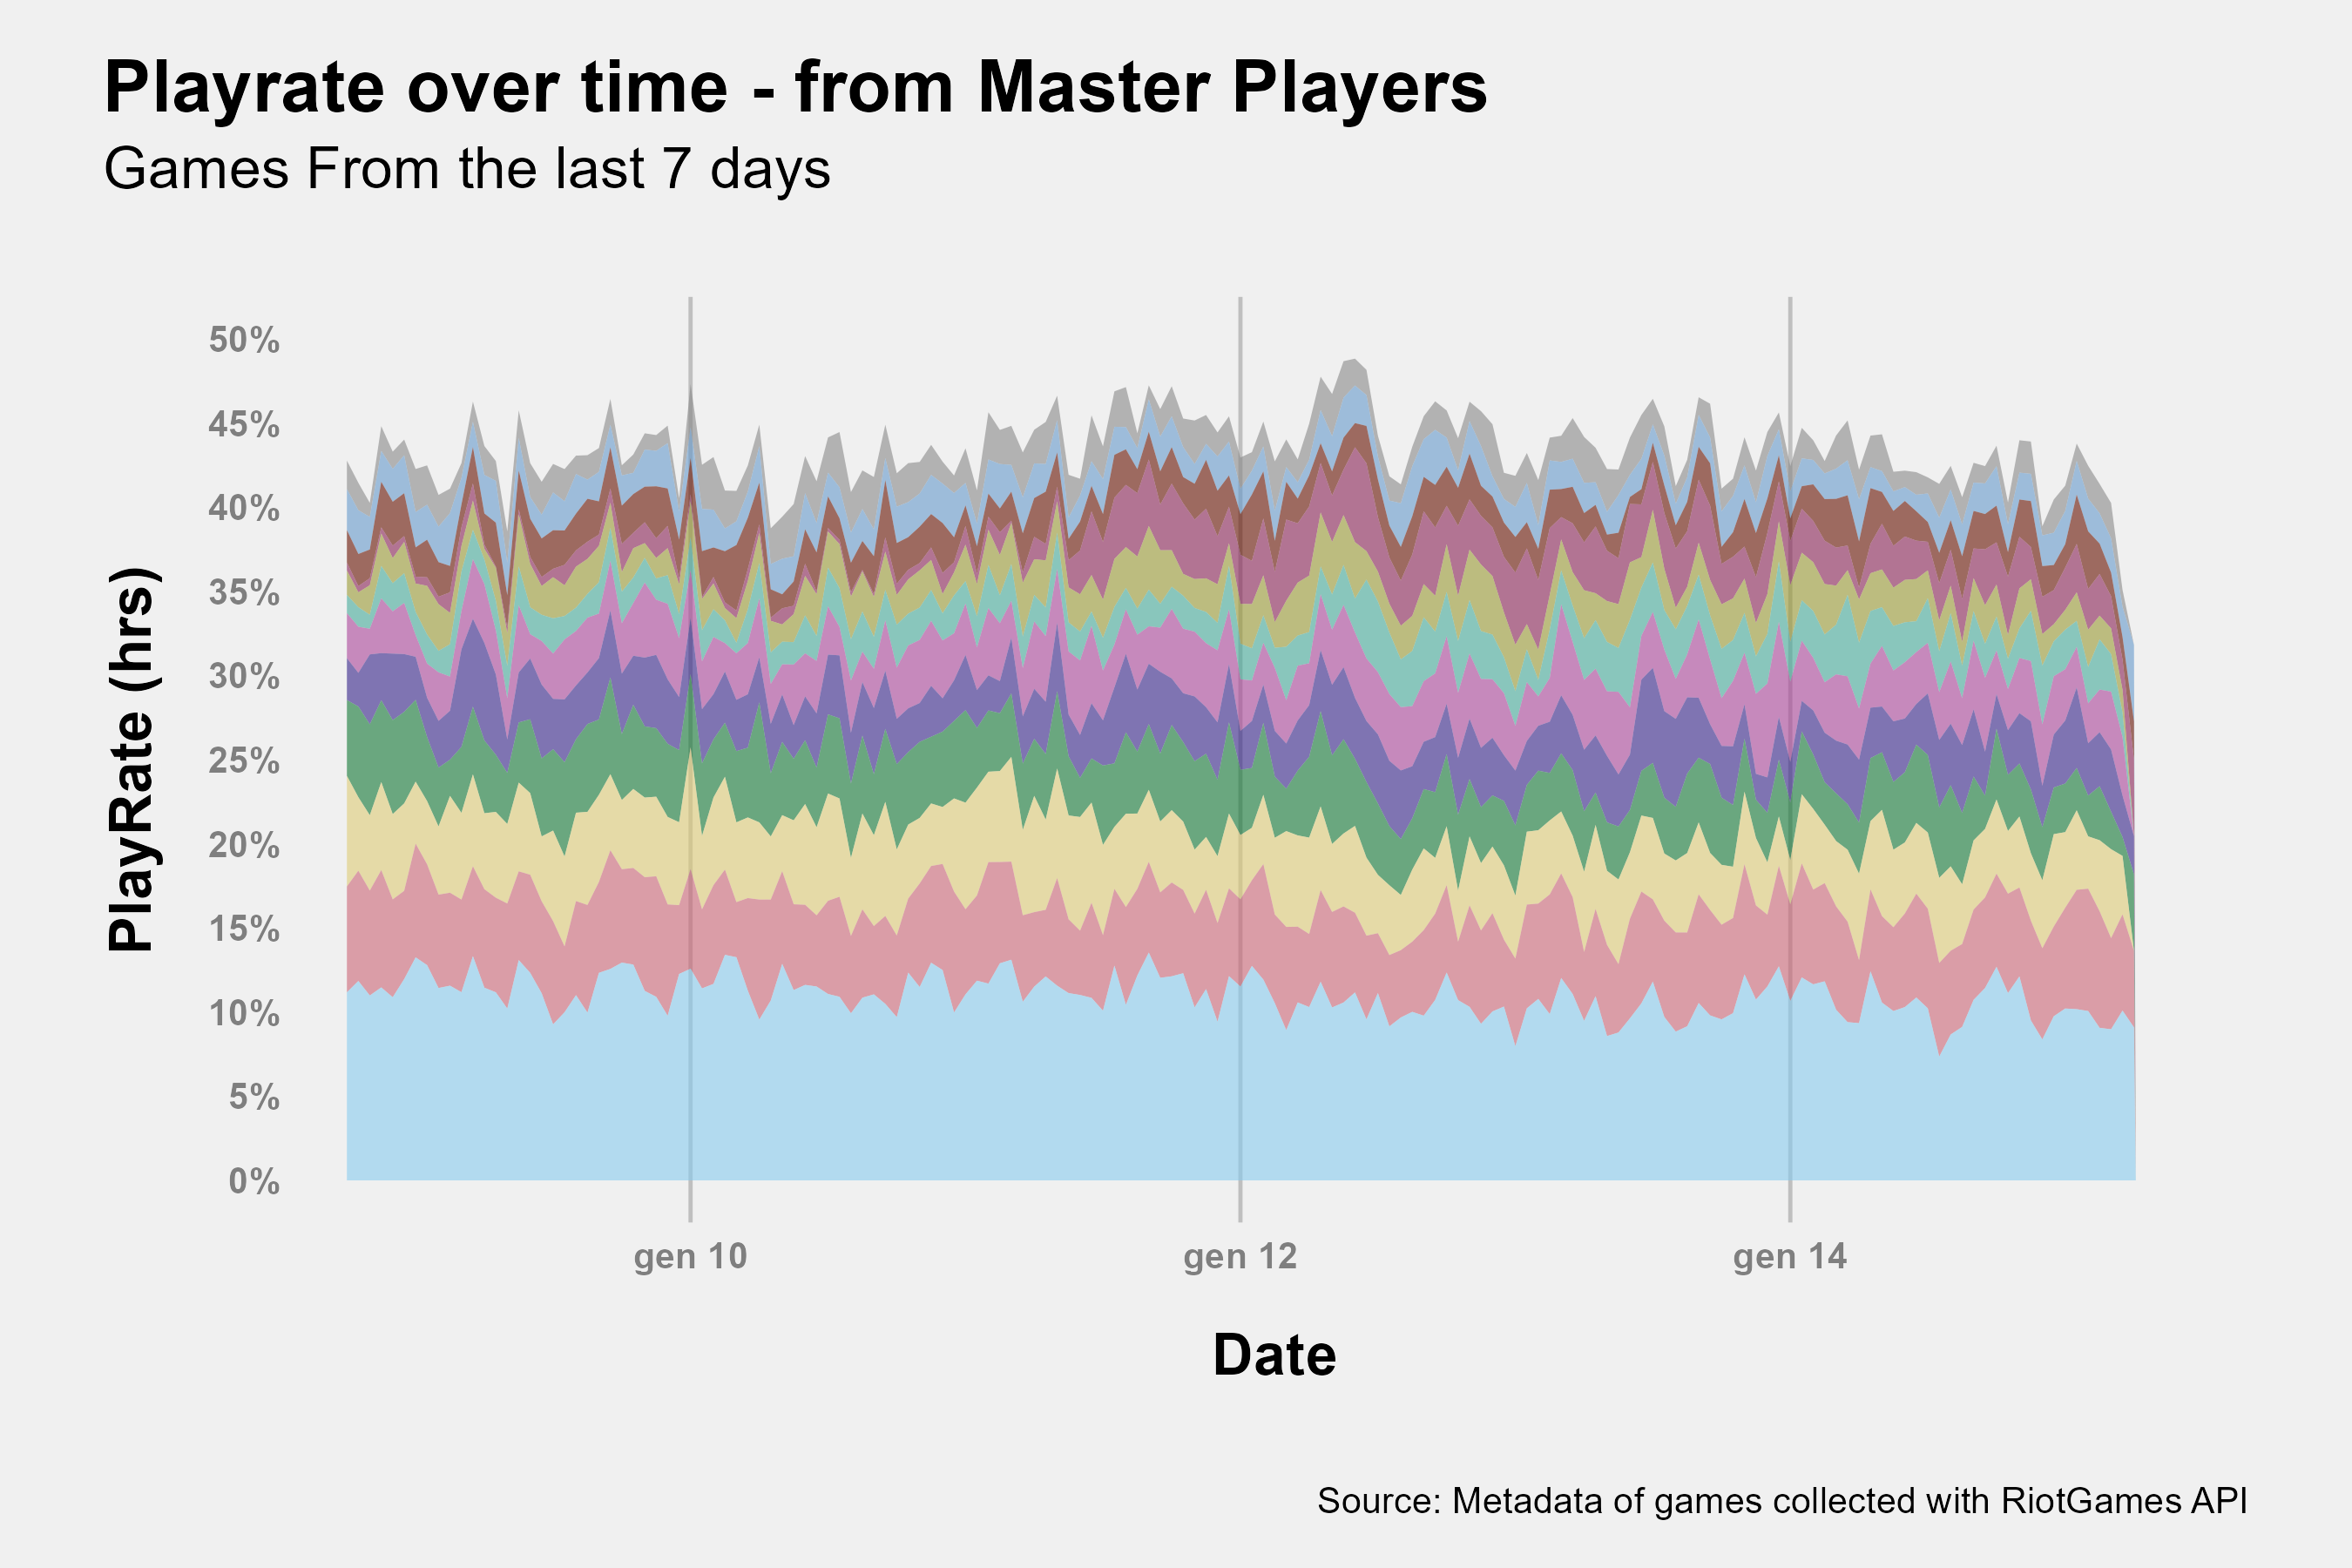 Playrate over time - from Master Players
Games From the last 7 days
50%
45%
40%
35%
30%
25%
20%
15%
10%
5%
0%
PlayRate (hrs)
gen 10
gen 12
gen 14
Date
Source: Metadata of games collected with RiotGames API